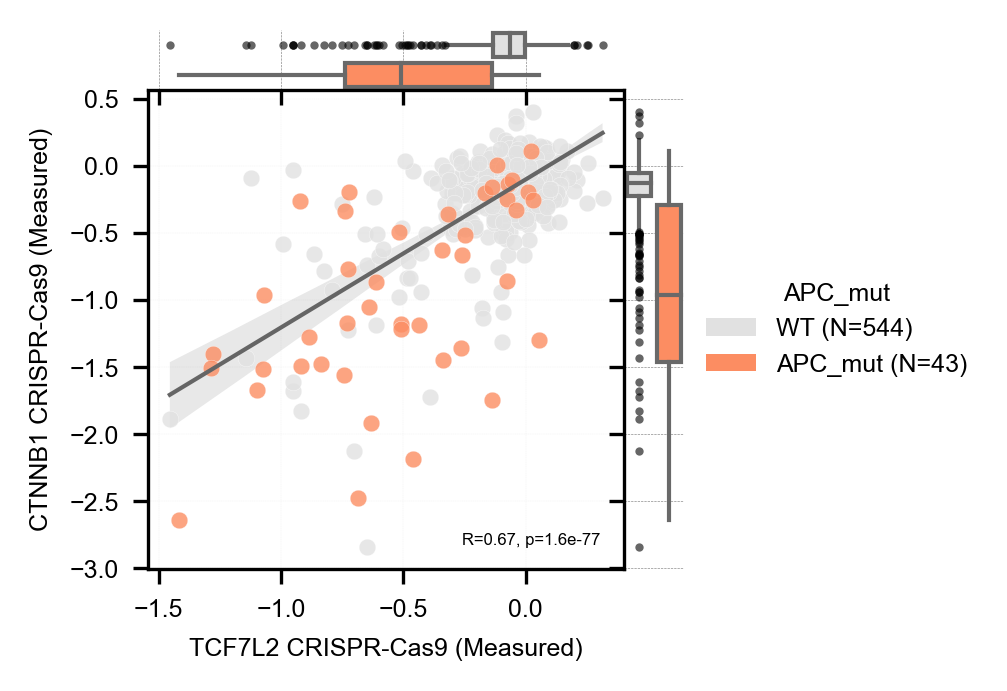 0.5
0.0
−0.5
−1.0
−1.5
−2.0
−2.5
−3.0
CTNNB1 CRISPR-Cas9 (Measured)
R=0.67, p=1.6e-77
−1.5
−1.0
−0.5
0.0
TCF7L2 CRISPR-Cas9 (Measured)
APC_mut
WT (N=544)
APC_mut (N=43)